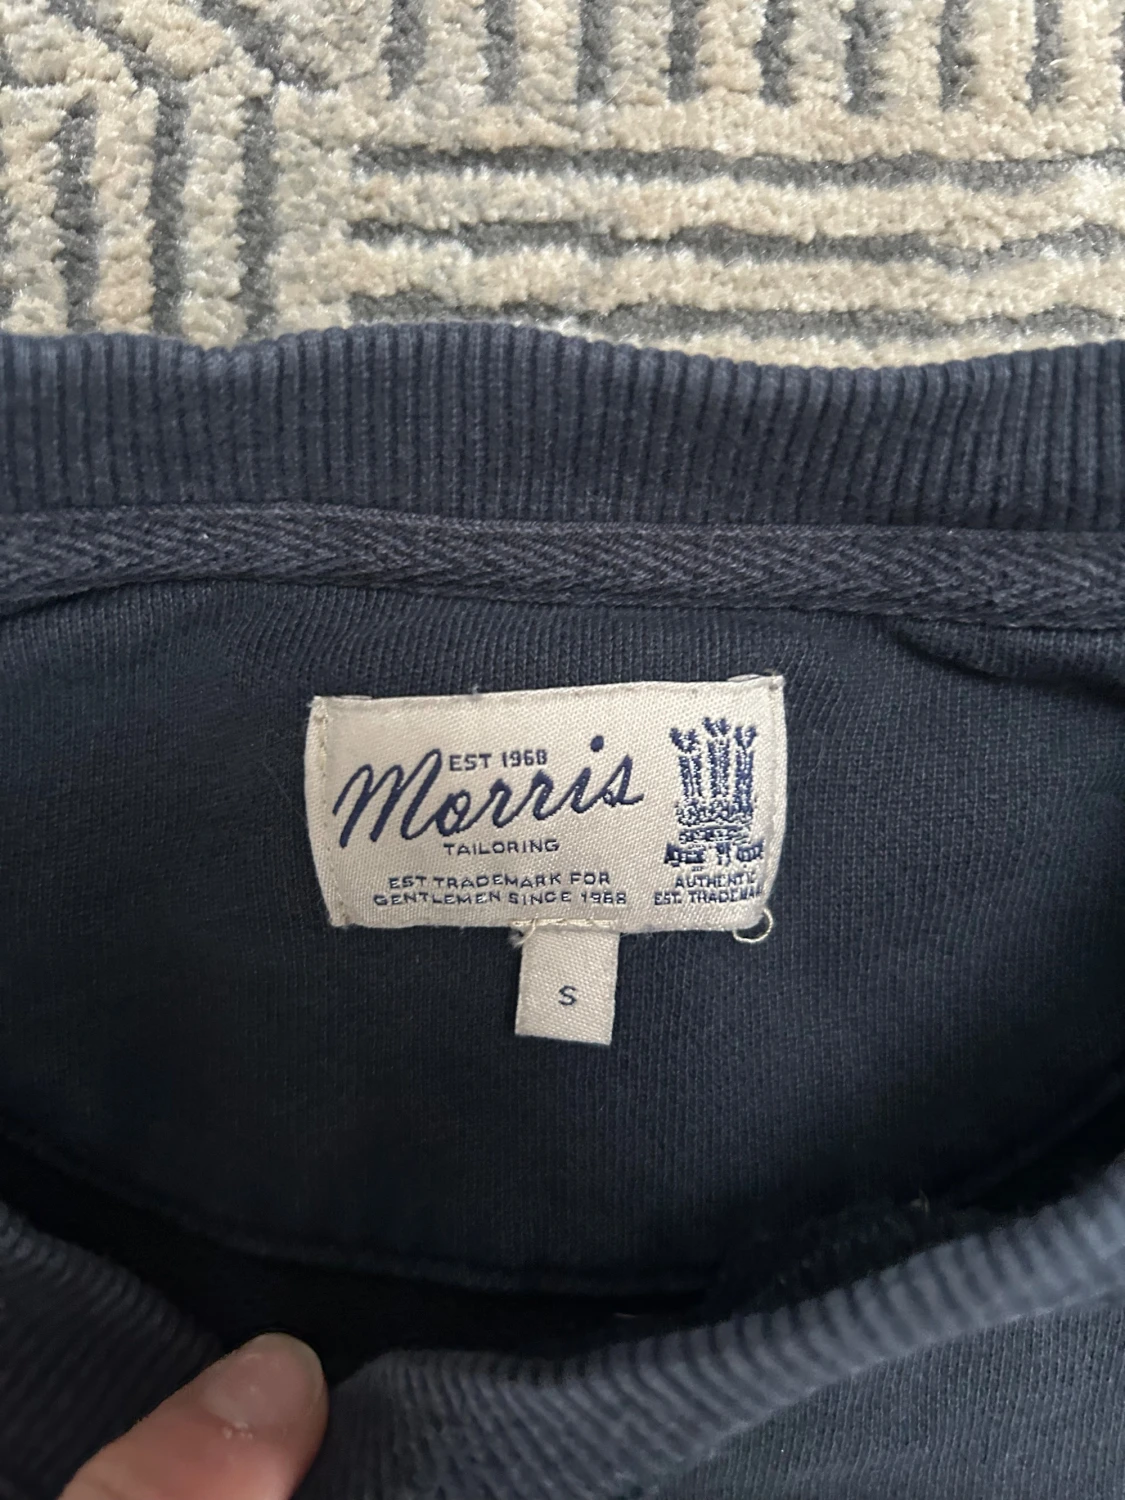 EST 1968
Morris
TAILORING
EST TRADEMARK FOR
GENTLEMEN SINCE 1968
AUTHENTIC
EST. TRADEMARK
S